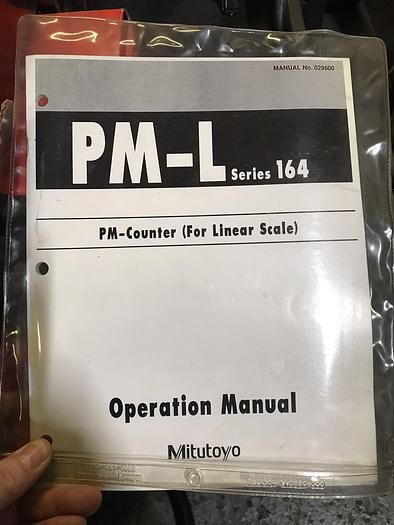 MANUAL No. 029600
PM-L Series 164
PM-Counter (For Linear Scale)
Operation Manual
Mitutoyo